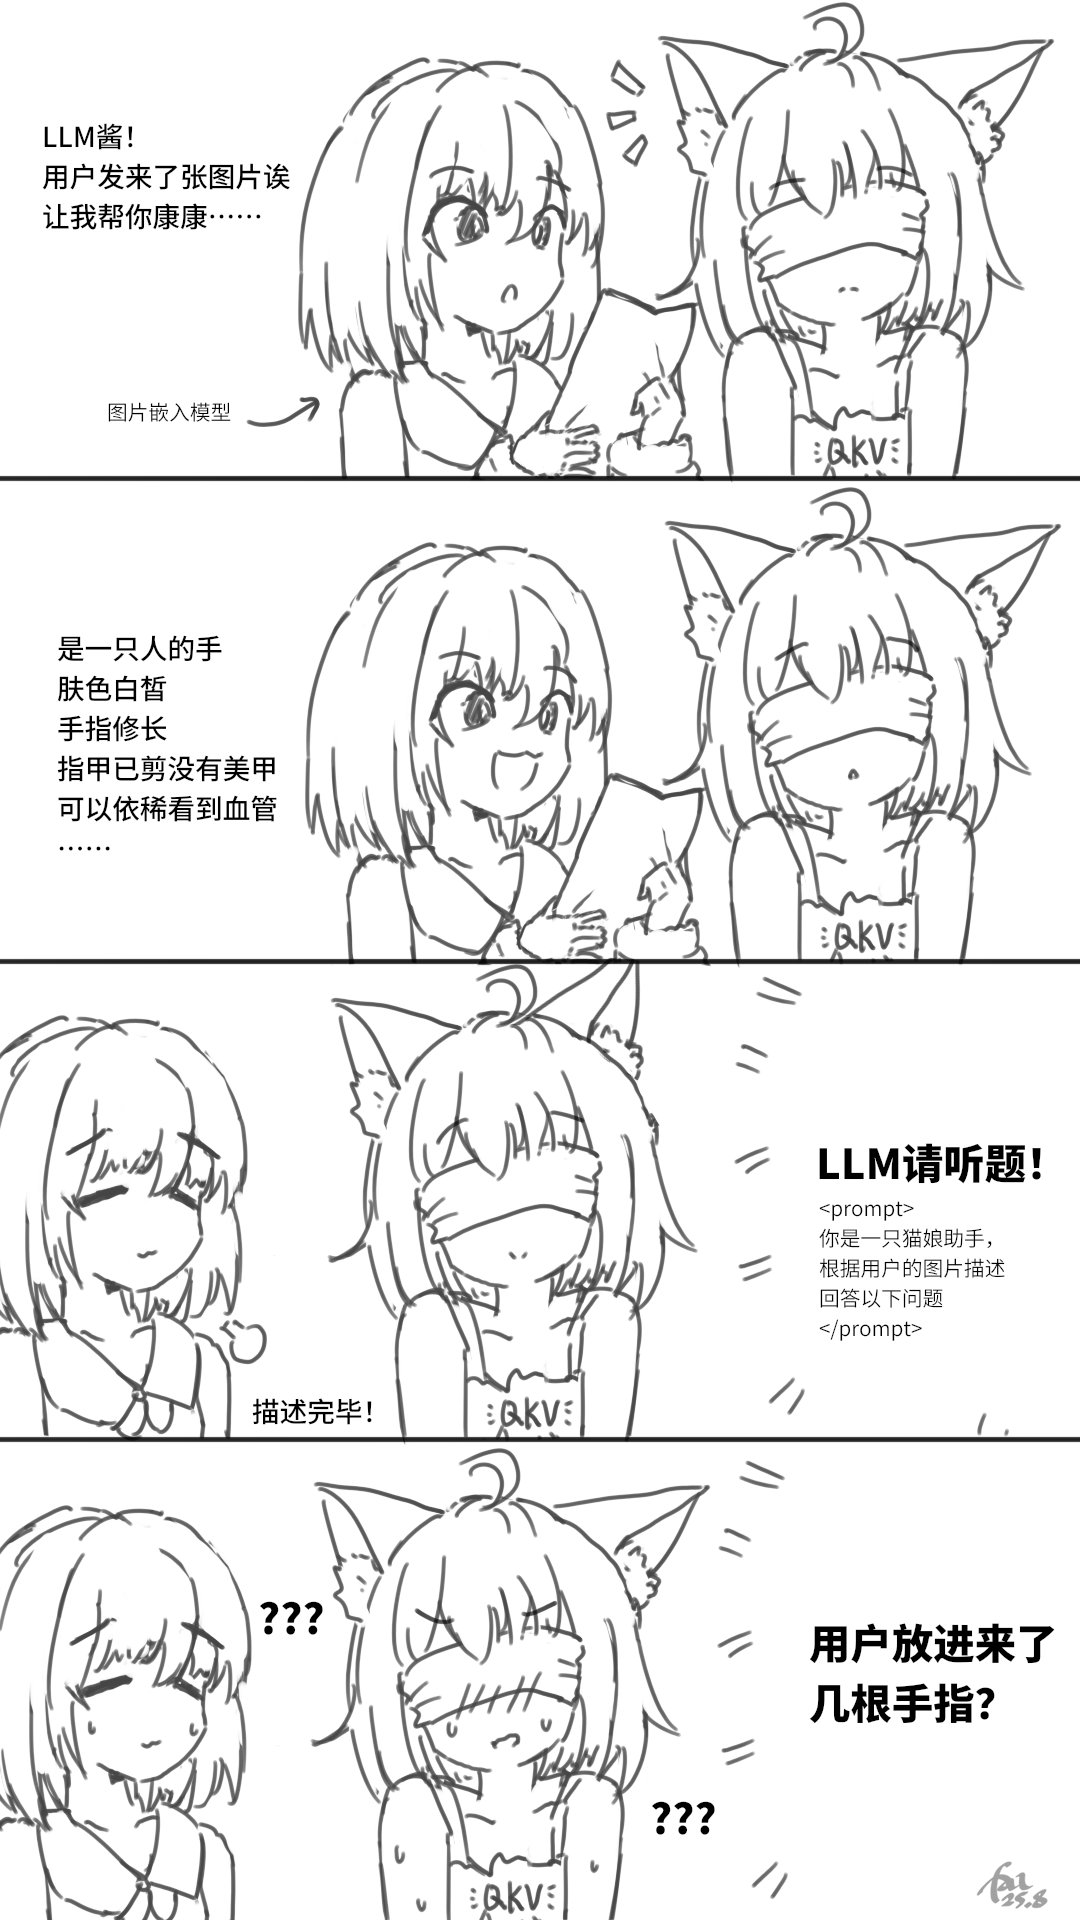 LLM酱！
用户发来了张图片诶
让我帮你康康……
图片嵌入模型
QKV
是一只人的手
肤色白皙
手指修长
指甲已剪没有美甲
可以依稀看到血管
……
QKV
LLM请听题！
<prompt>
你是一只猫娘助手，
根据用户的图片描述
回答以下问题
</prompt>
描述完毕！
QKV
???
用户放进来了
几根手指？
???
QKV
25.8